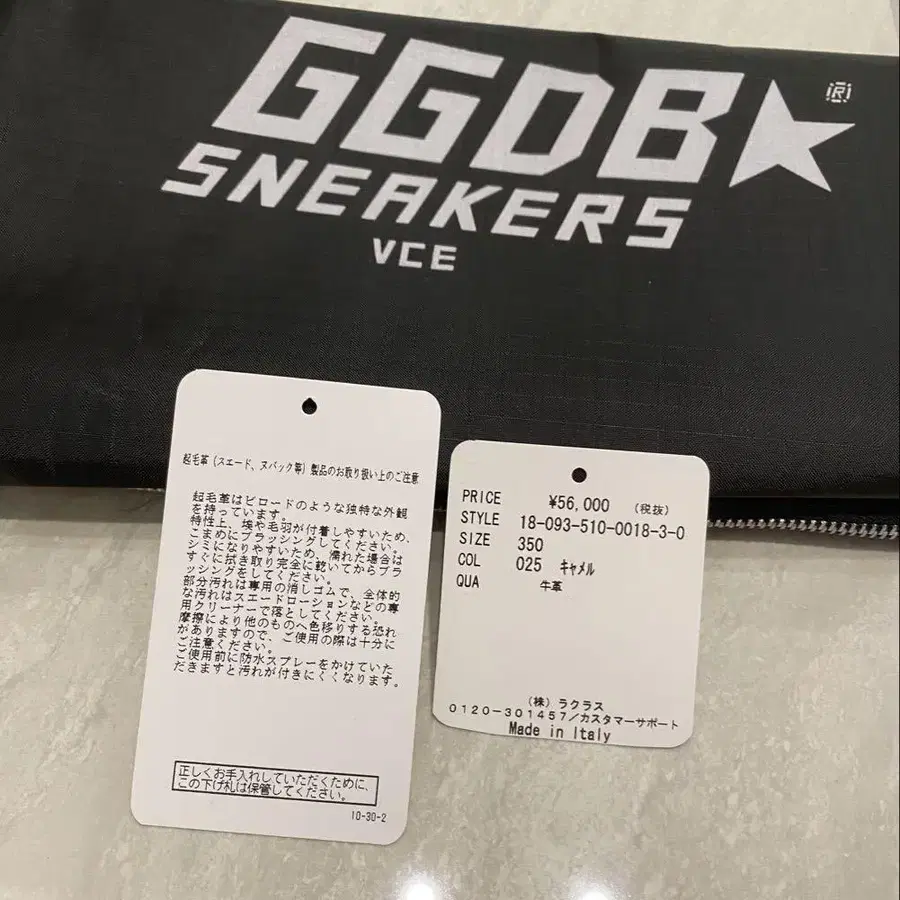 GGDB
®
SNEAKERS
VCE
起毛革(スエード、ヌバック等)製品のお取り扱い上のご注意
起毛革はビロードのような独特な外観
を持っています。
特性上、埃や毛羽が付着しやすいため、
こまめにブラッシングしてください。
シミになりやすいため、濡れた場合は
すぐに拭き取り完全に乾いてからブラ
ッシングをしてください。
部分汚れは専用の消しゴムで、全体的
な汚れはスエードローションなどの専
用クリーナーで落としてください。
摩擦により他のものへ色移りする恐れ
がありますので、ご使用の際は十分に
ご注意ください。
ご使用前に防水スプレーをかけていた
だきますと汚れが付きにくくなります。
正しくお手入れしていただくために、
この下げ札は保管してください。
10-30-2
PRICE ¥56,000 (税抜)
STYLE 18-093-510-0018-3-0
SIZE 350
COL 025 キャメル
QUA 牛革
(株)ラクラス
0120-301457/カスタマーサポート
Made in Italy